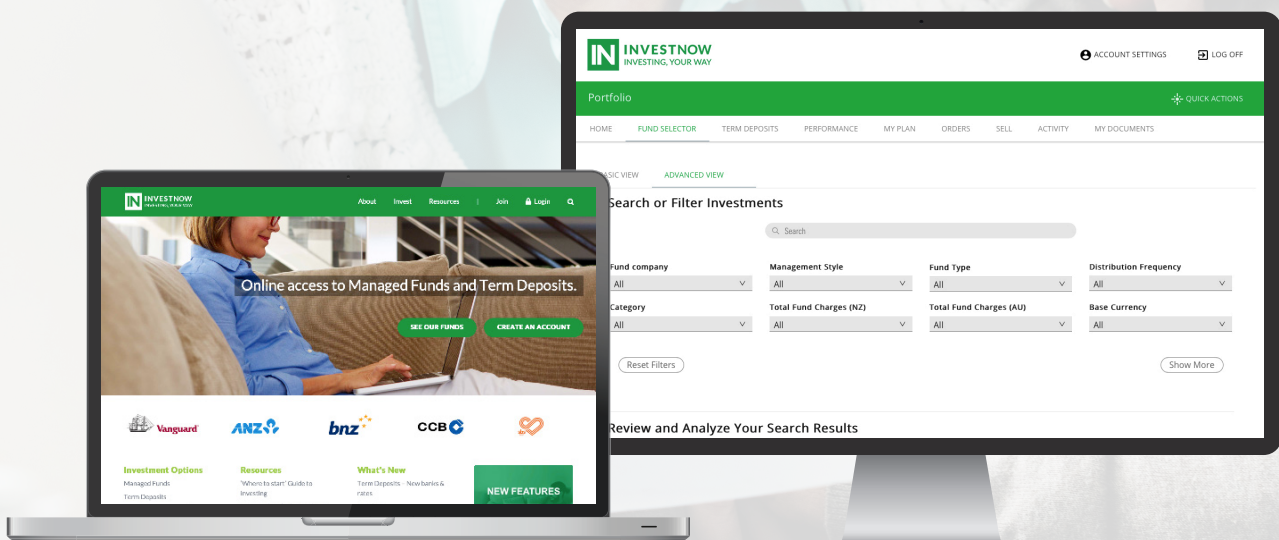 INVESTNOW
INVESTING, YOUR WAY
About Invest Resources | Join Login
Online access to Managed Funds and Term Deposits.
SEE OUR FUNDS CREATE AN ACCOUNT
Vanguard ANZ bnz CCB
Investment Options
Managed Funds
Term Deposits
Resources
'Where to start' Guide to
Investing
What's New
Term Deposits - New banks &
rates
NEW FEATURES
IN INVESTNOW
INVESTING, YOUR WAY
ACCOUNT SETTINGS LOG OFF
Portfolio QUICK ACTIONS
HOME FUND SELECTOR TERM DEPOSITS PERFORMANCE MY PLAN ORDERS SELL ACTIVITY MY DOCUMENTS
VIEW ADVANCED VIEW
Search or Filter Investments
Search
Fund company Management Style Fund Type Distribution Frequency
All All All All
Category Total Fund Charges (NZ) Total Fund Charges (AU) Base Currency
All All All All
Reset Filters Show More
Review and Analyze Your Search Results